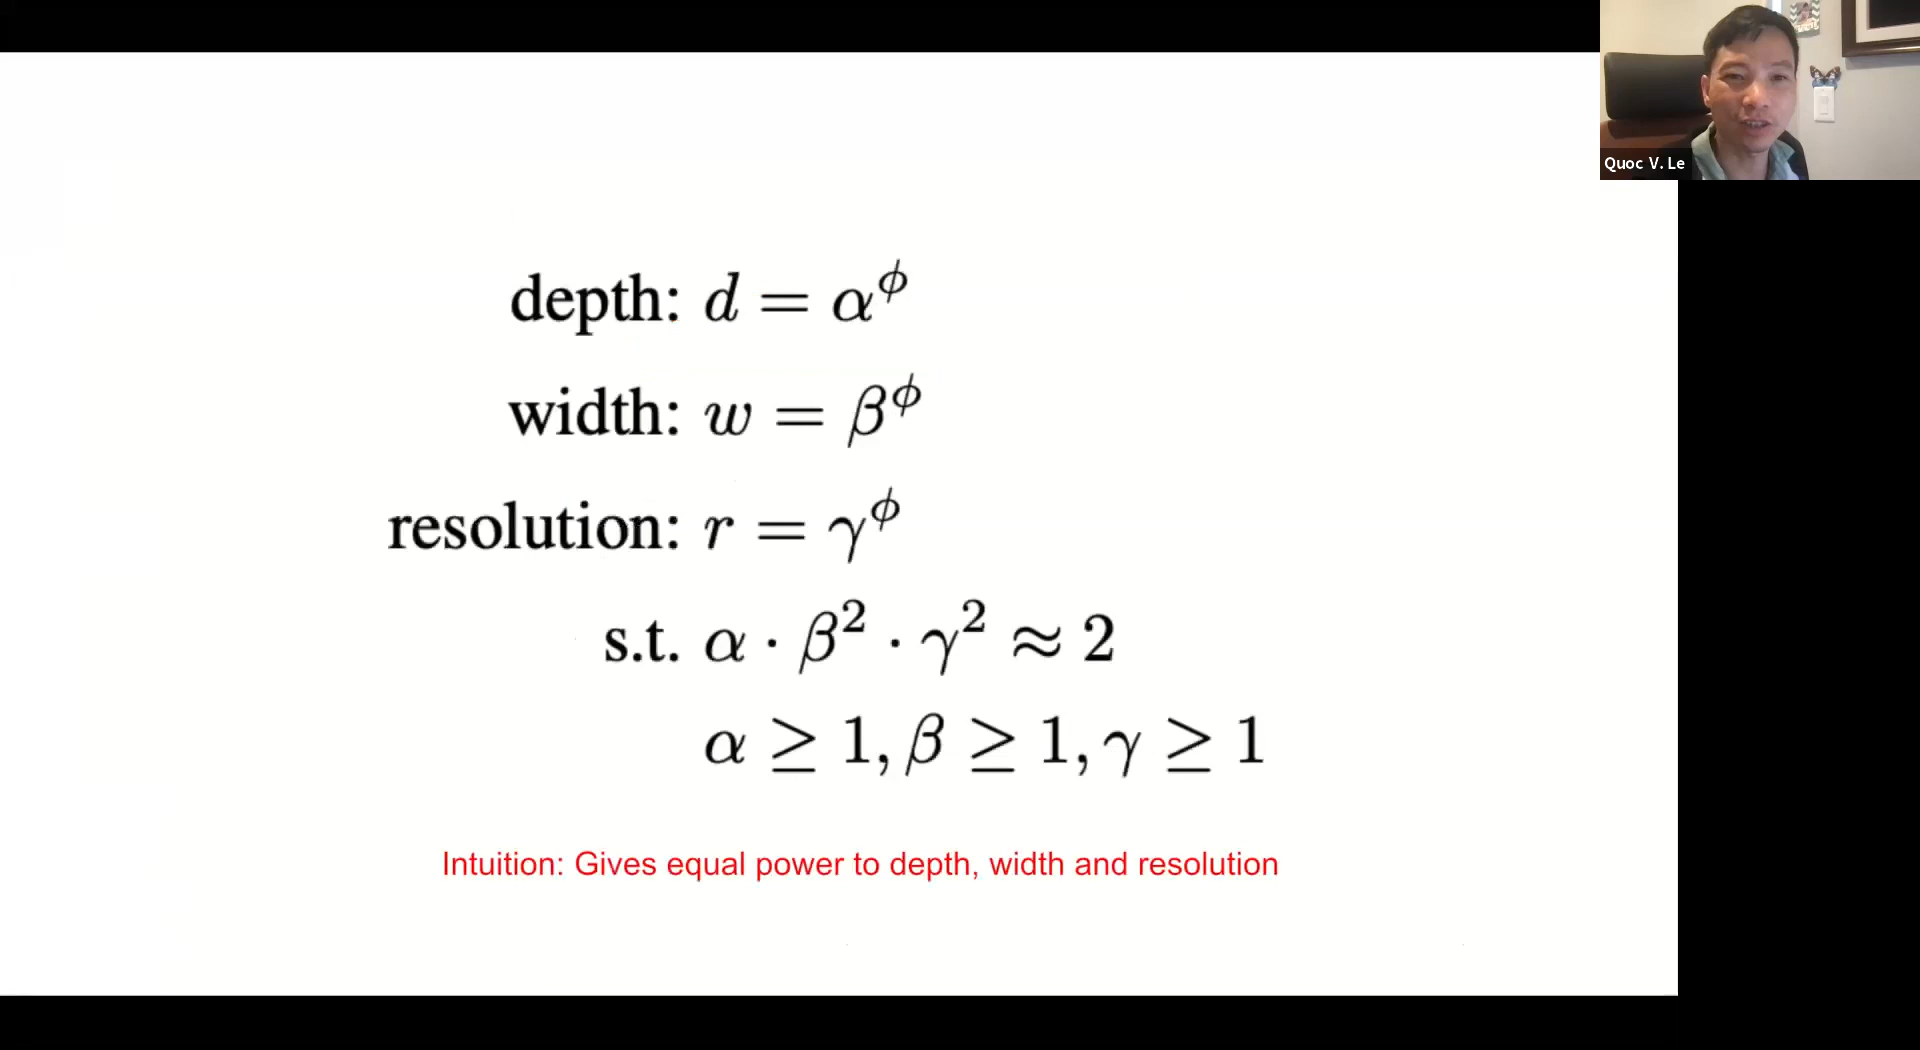 Quoc V. Le
depth: d = α^ϕ
width: w = β^ϕ
resolution: r = γ^ϕ
s.t. α · β² · γ² ≈ 2
α ≥ 1, β ≥ 1, γ ≥ 1
Intuition: Gives equal power to depth, width and resolution